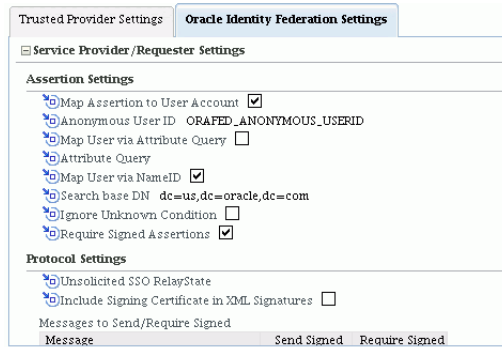 Trusted Provider Settings Oracle Identity Federation Settings
Service Provider/Requester Settings
Assertion Settings
Map Assertion to User Account
Anonymous User ID ORAFED_ANONYMOUS_USERID
Map User via Attribute Query
Attribute Query
Map User via NameID
Search base DN dc=us,dc=oracle,dc=com
Ignore Unknown Condition
Require Signed Assertions
Protocol Settings
Unsolicited SSO RelayState
Include Signing Certificate in XML Signatures
Messages to Send/Require Signed
Message Send Signed Require Signed